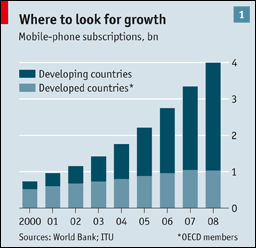 Where to look for growth
1
Mobile-phone subscriptions, bn
Developing countries
Developed countries*
4
3
2
1
0
2000 01 02 03 04 05 06 07 08
Sources: World Bank; ITU *OECD members